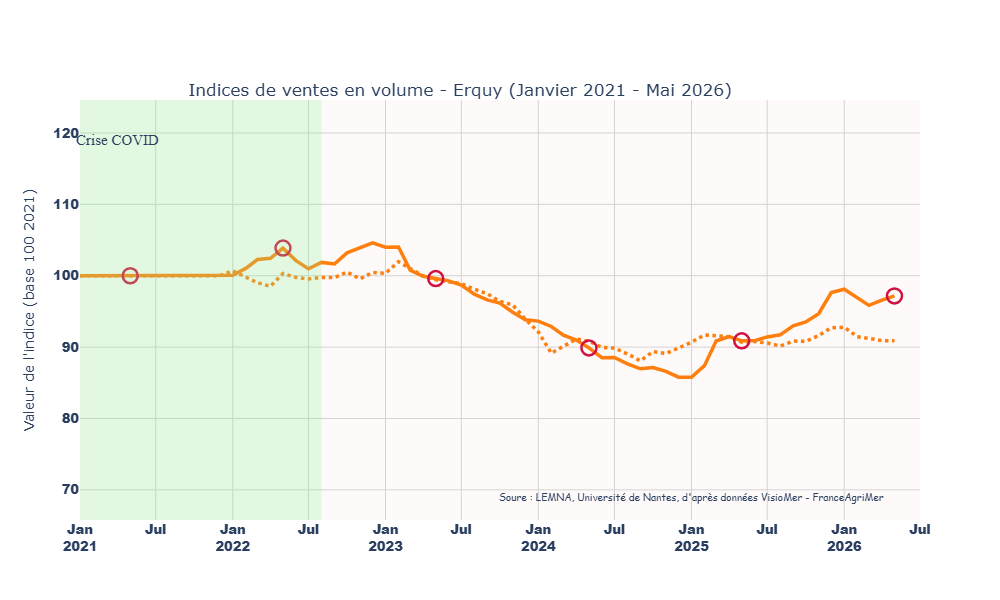 Indices de ventes en volume - Erquy (Janvier 2021 - Mai 2026)
Valeur de l'indice (base 100 2021)
120
Crise COVID
110
100
90
80
70
Soure : LEMNA, Université de Nantes, d'après données VisioMer - FranceAgriMer
Jan Jul Jan Jul Jan Jul Jan Jul Jan Jul Jan Jul
2021 2022 2023 2024 2025 2026